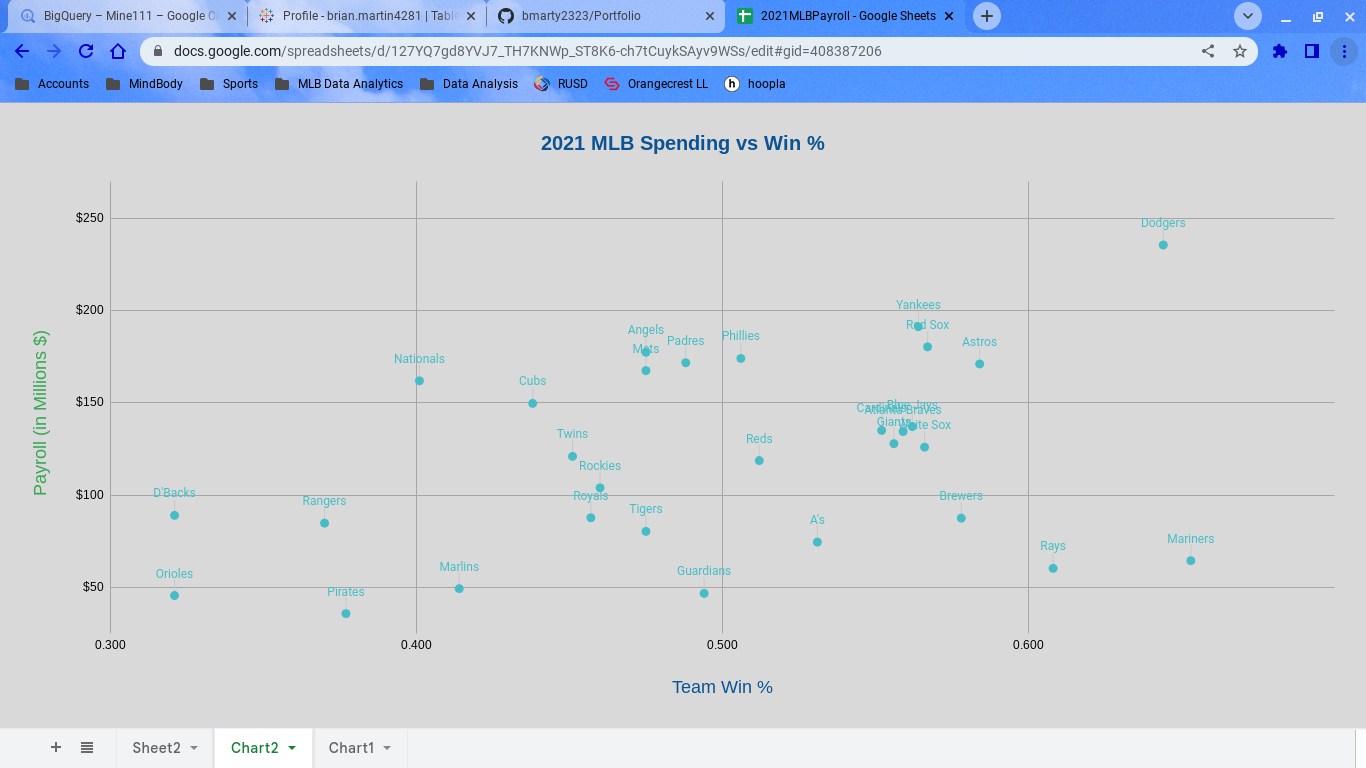 BigQuery – Mine111 – Google C
Profile - brian.martin4281 | Table
bmarty2323/Portfolio
2021MLBPayroll - Google Sheets
docs.google.com/spreadsheets/d/127YQ7gd8YVJ7_TH7KNWp_ST8K6-ch7tCuykSAyv9WSs/edit#gid=408387206
Accounts MindBody Sports MLB Data Analytics Data Analysis RUSD Orangecrest LL h hoopla
2021 MLB Spending vs Win %
$250
Dodgers
$200
Yankees
Red Sox
Angels
Phillies
Padres
Astros
Mets
Nationals
Cubs
$150
Blue Jays
Atlanta Braves
Giants
White Sox
Twins
Reds
Rockies
$100
D'Backs
Royals
Brewers
Rangers
Tigers
A's
Mariners
Rays
Marlins
Guardians
Orioles
$50
Pirates
Payroll (in Millions $)
0.300 0.400 0.500 0.600
Team Win %
Sheet2 Chart2 Chart1